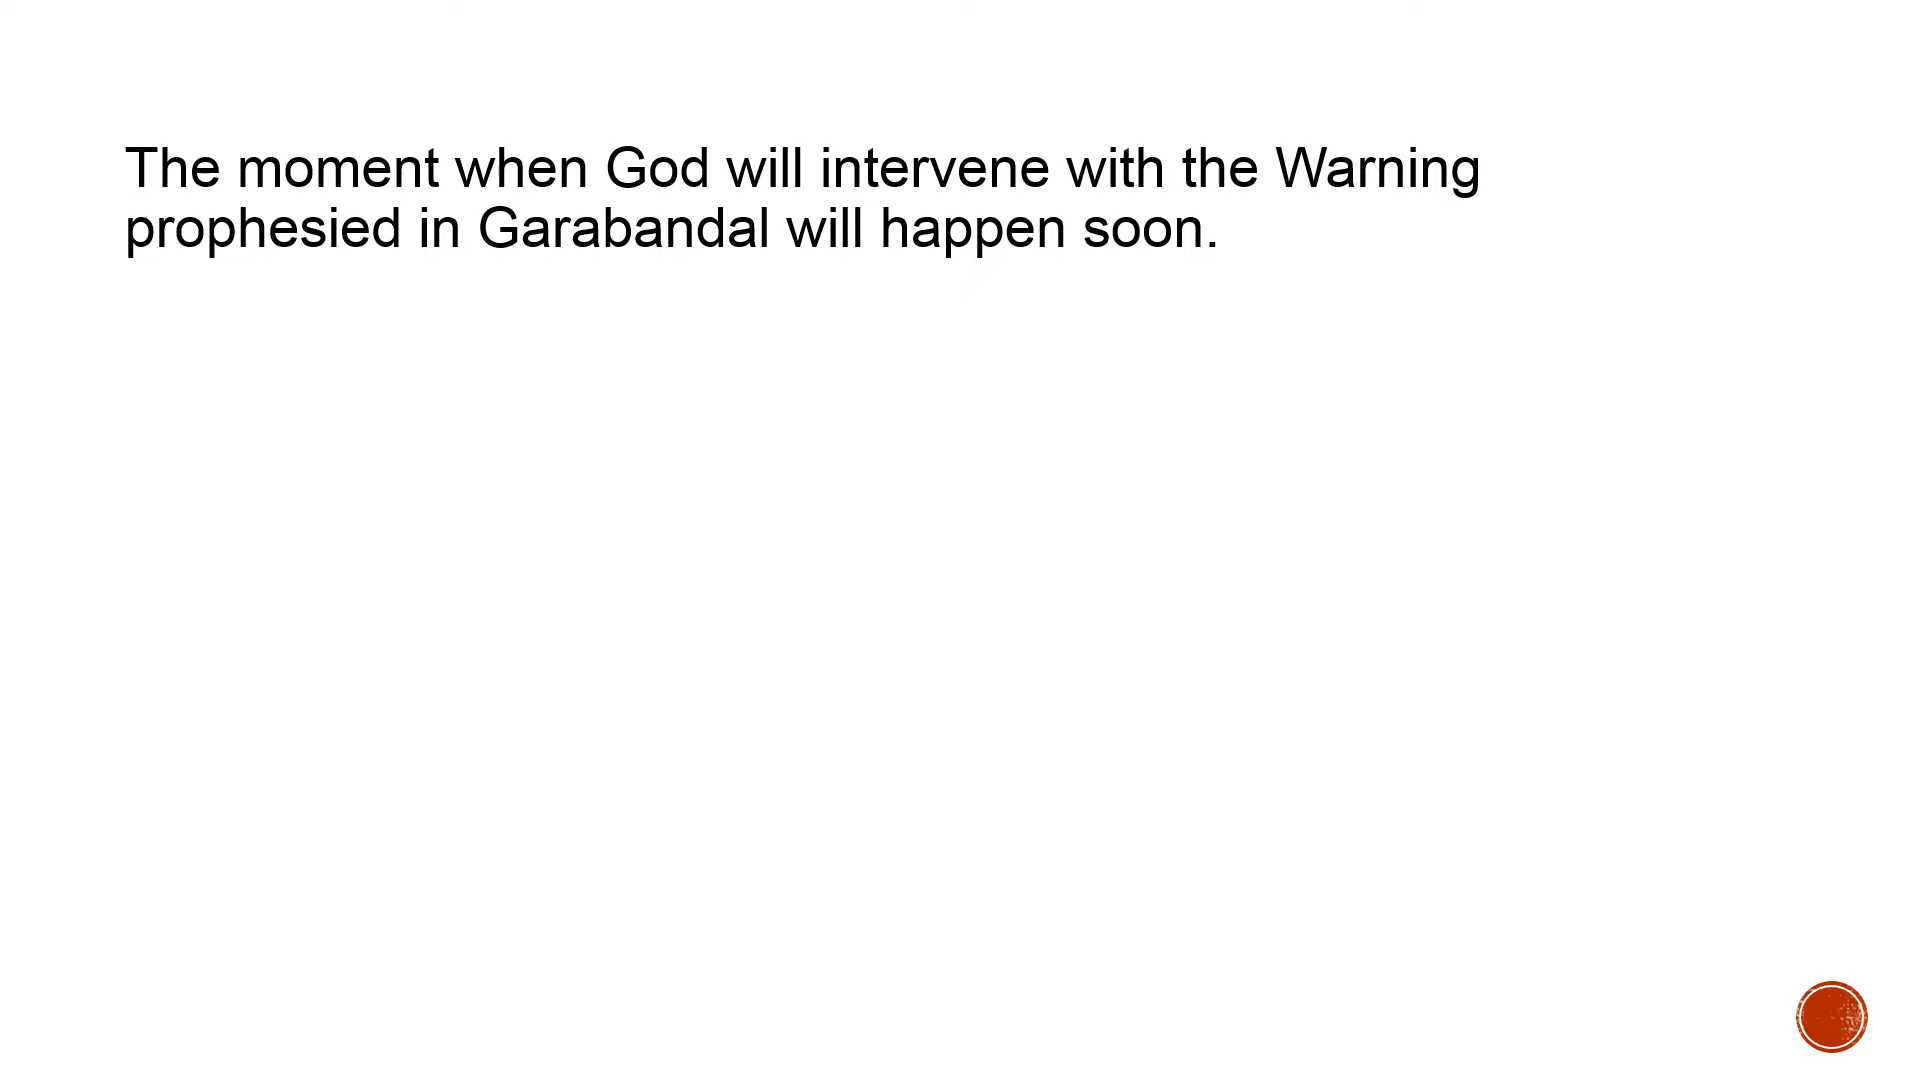 The moment when God will intervene with the Warning
prophesied in Garabandal will happen soon.